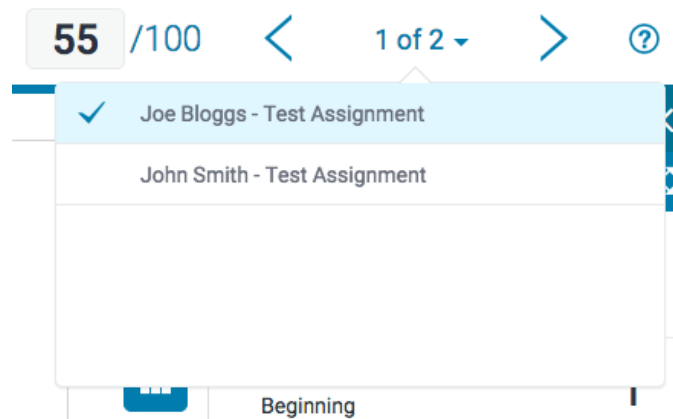 55 /100 1 of 2 ?
Joe Bloggs - Test Assignment
John Smith - Test Assignment
Beginning